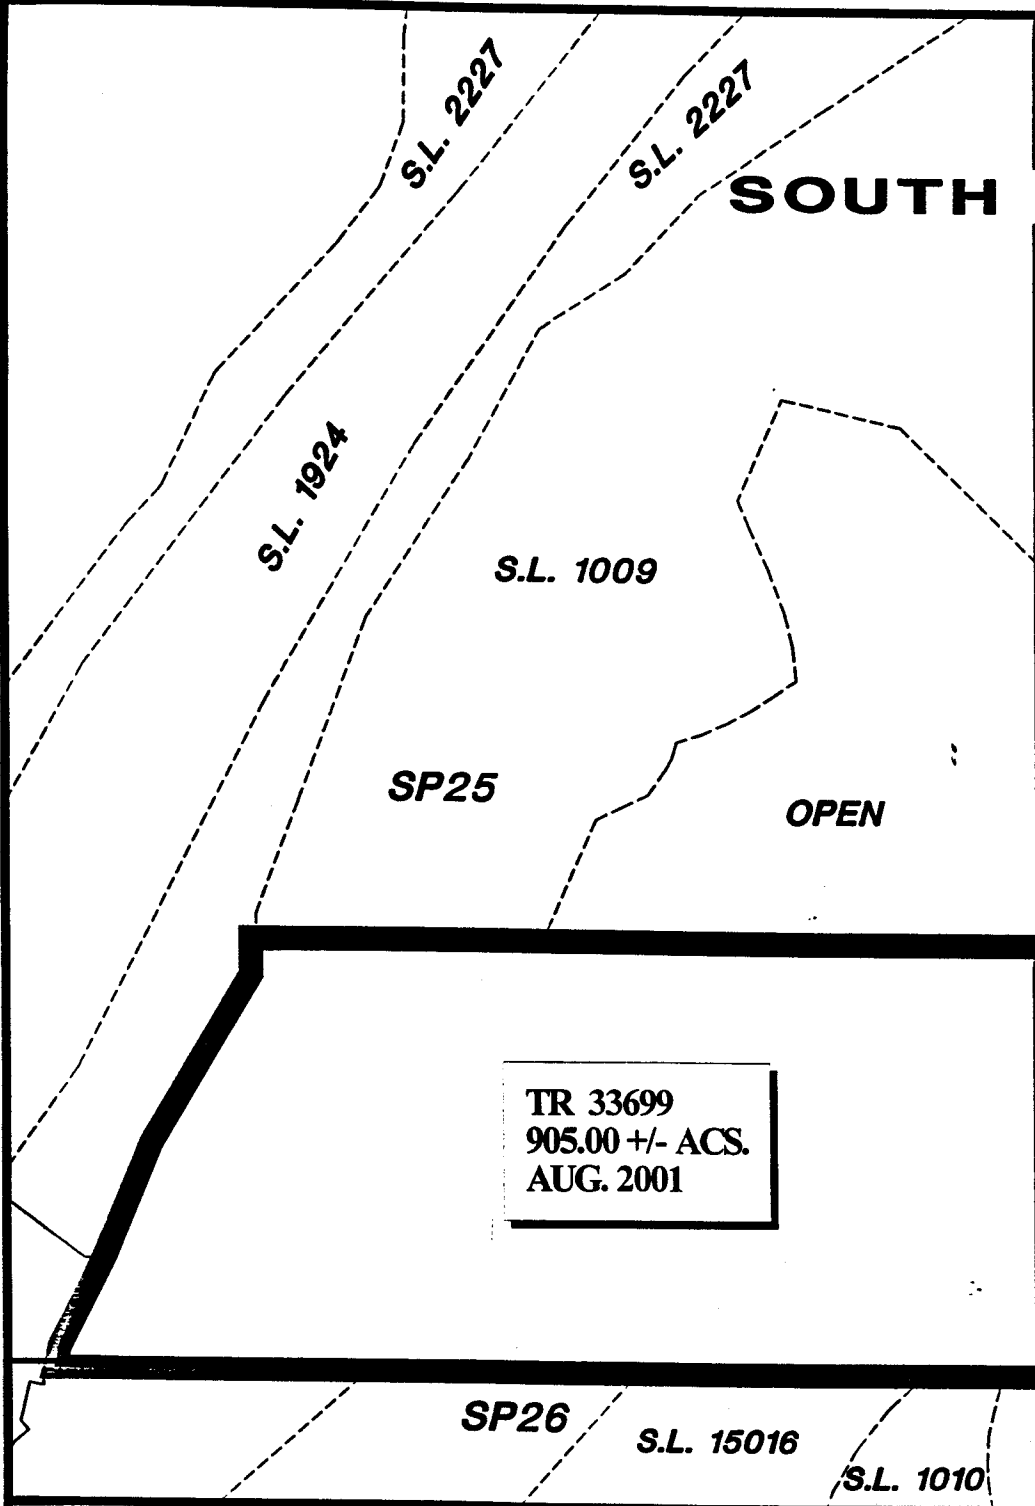 S.L. 2227
S.L. 2227
SOUTH
S.L. 1924
S.L. 1009
SP25
OPEN
TR 33699
905.00 +/- ACS.
AUG. 2001
SP26
S.L. 15016
S.L. 1010